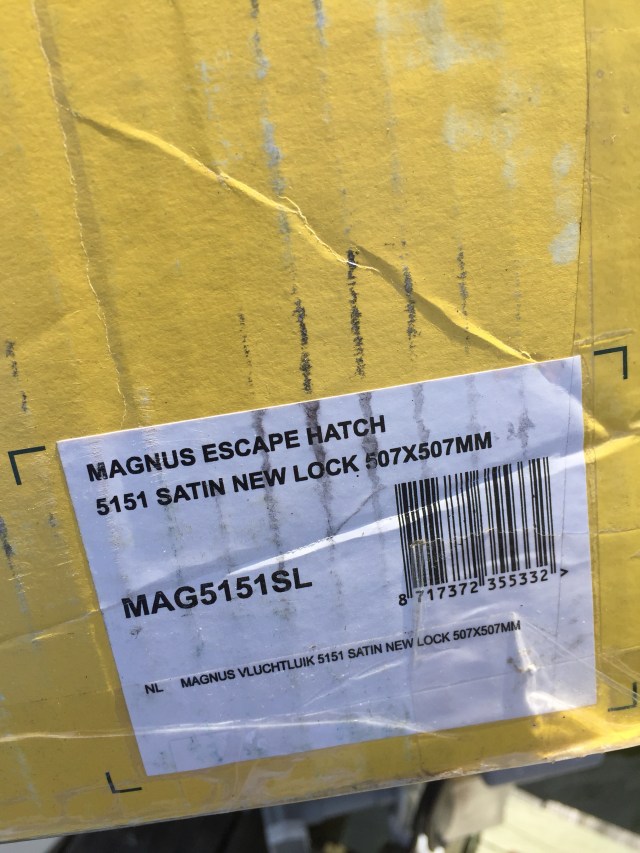 MAGNUS ESCAPE HATCH
5151 SATIN NEW LOCK 507X507MM
MAG5151SL
8 717372 355332 >
NL MAGNUS VLUCHTLUIK 5151 SATIN NEW LOCK 507X507MM